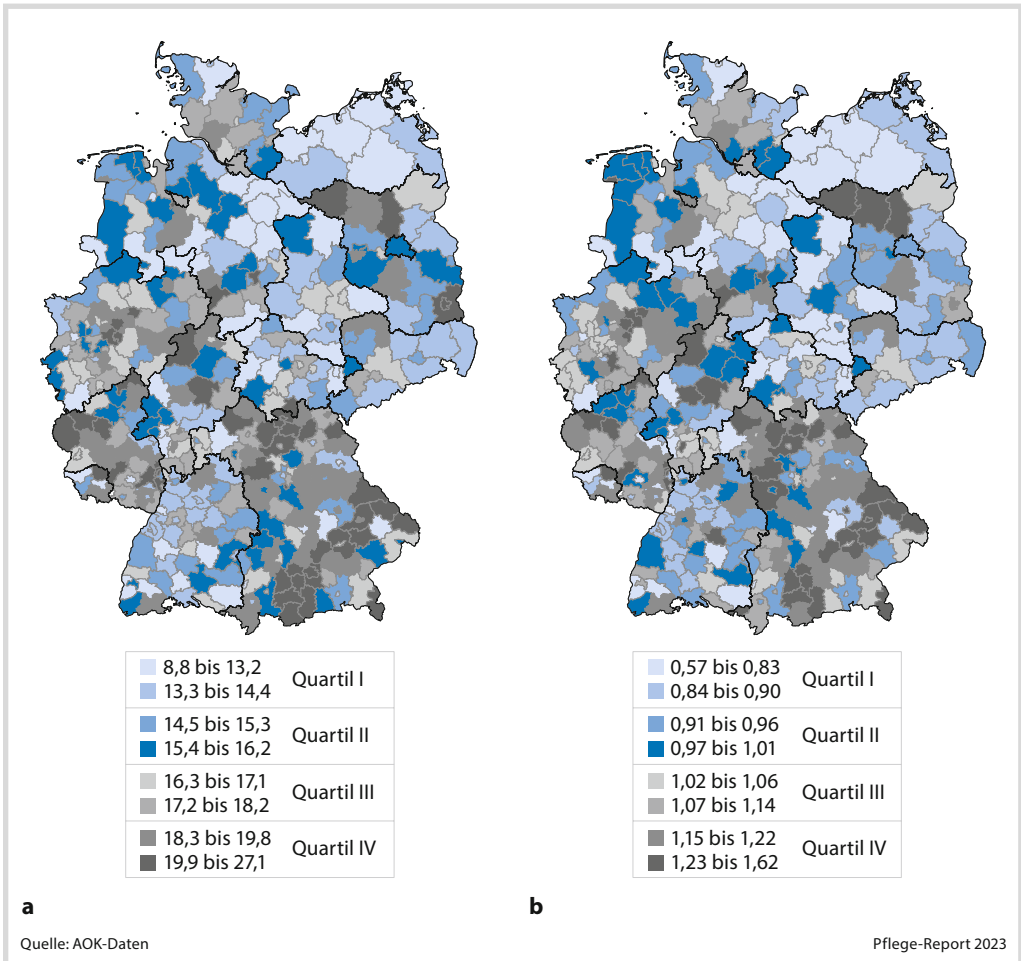 8,8 bis 13,2
13,3 bis 14,4
Quartil I
14,5 bis 15,3
15,4 bis 16,2
Quartil II
16,3 bis 17,1
17,2 bis 18,2
Quartil III
18,3 bis 19,8
19,9 bis 27,1
Quartil IV
a
0,57 bis 0,83
0,84 bis 0,90
Quartil I
0,91 bis 0,96
0,97 bis 1,01
Quartil II
1,02 bis 1,06
1,07 bis 1,14
Quartil III
1,15 bis 1,22
1,23 bis 1,62
Quartil IV
b
Quelle: AOK-Daten
Pflege-Report 2023